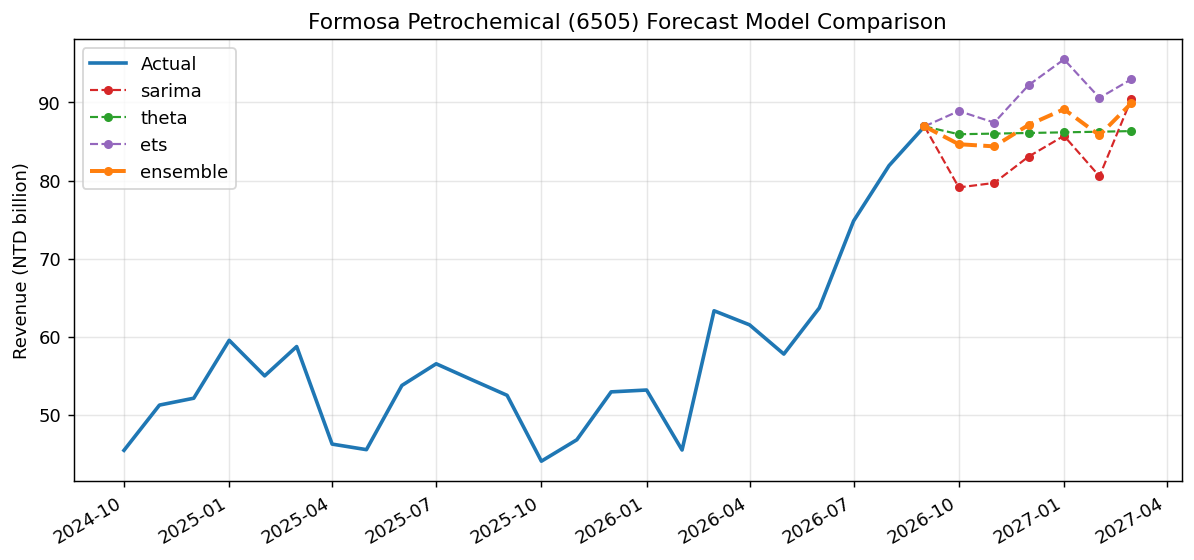 Formosa Petrochemical (6505) Forecast Model Comparison
Actual
sarima
theta
ets
ensemble
Revenue (NTD billion)
90
80
70
60
50
2024-10
2025-01
2025-04
2025-07
2025-10
2026-01
2026-04
2026-07
2026-10
2027-01
2027-04